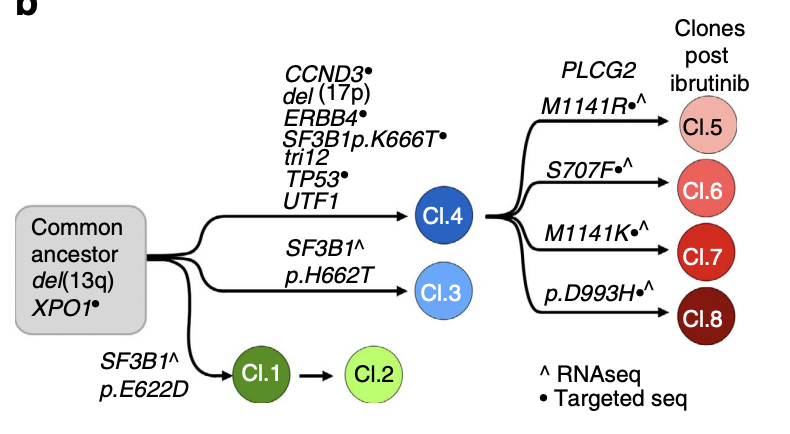 b
Clones
post
ibrutinib
CCND3•
del (17p)
ERBB4•
SF3B1p.K666T•
tri12
TP53•
UTF1
PLCG2
M1141R•^
Cl.5
S707F•^
Cl.6
Cl.4
M1141K•^
Cl.7
p.D993H•^
Cl.8
Common
ancestor
del(13q)
XPO1•
SF3B1^
p.H662T
Cl.3
SF3B1^
p.E622D
Cl.1
Cl.2
^ RNAseq
• Targeted seq